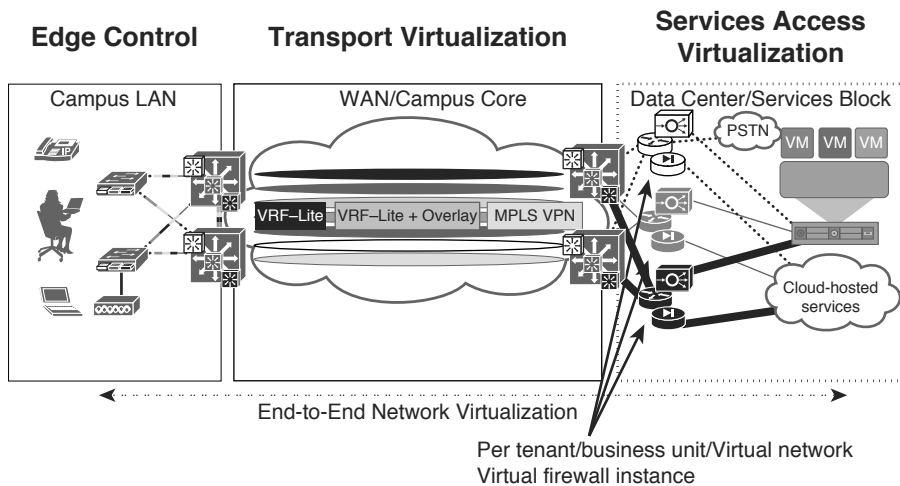 Edge Control
Transport Virtualization
Services Access
Virtualization
Campus LAN
WAN/Campus Core
Data Center/Services Block
IP
PSTN
VM
VM
VM
VRF–Lite
VRF–Lite + Overlay
MPLS VPN
Cloud-hosted
services
End-to-End Network Virtualization
Per tenant/business unit/Virtual network
Virtual firewall instance